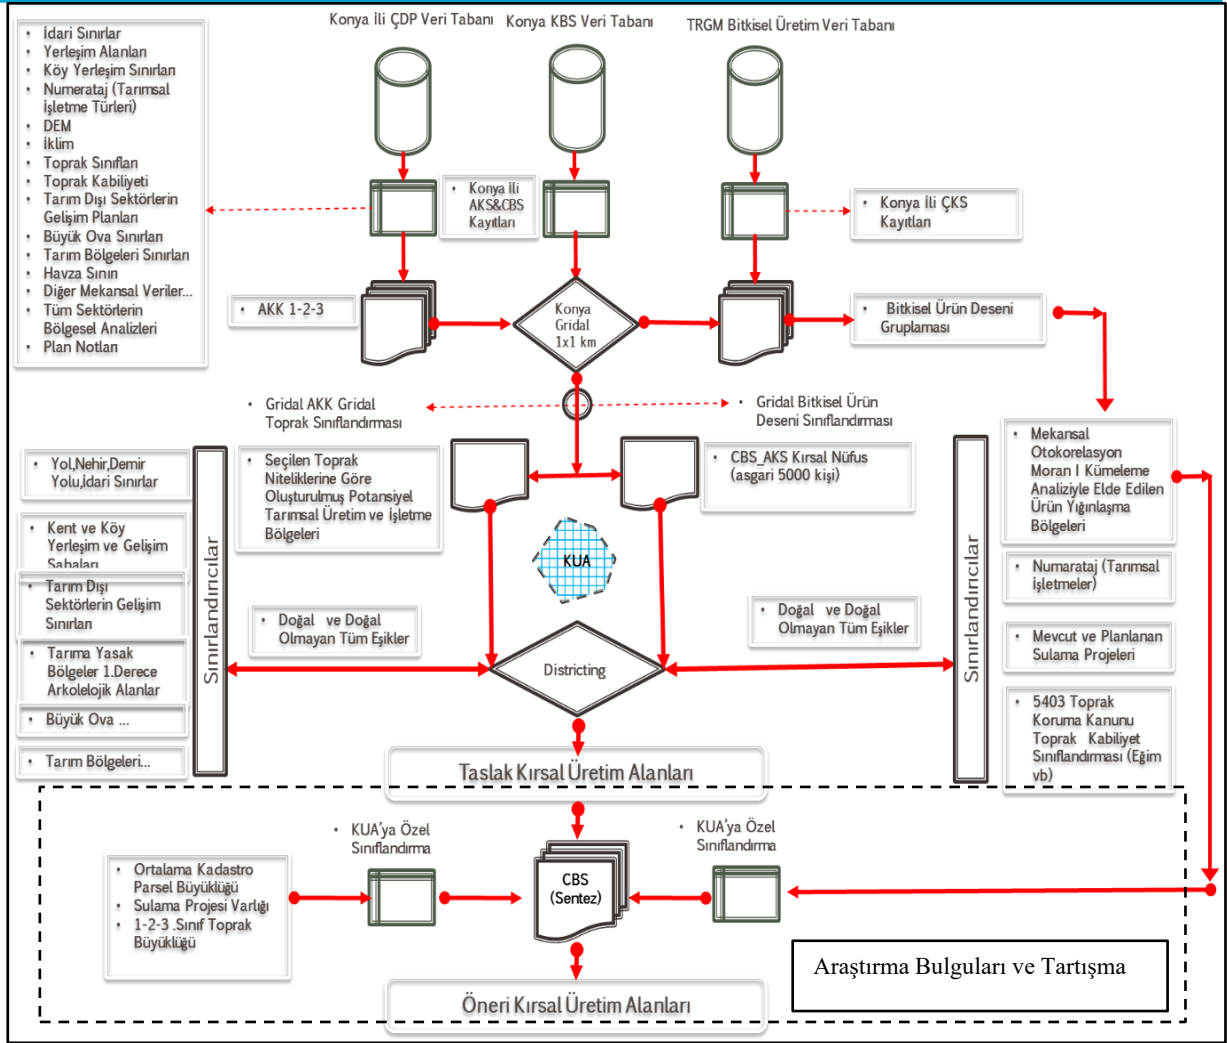 Konya İli ÇDP Veri Tabanı
Konya KBS Veri Tabanı
TRGM Bitkisel Üretim Veri Tabanı
• İdari Sınırlar
• Yerleşim Alanları
• Köy Yerleşim Sınırları
• Numerataj (Tarımsal
İşletme Türleri)
• DEM
• İklim
• Toprak Sınıfları
• Toprak Kabiliyeti
• Tarım Dışı Sektörlerin
Gelişim Planları
• Büyük Ova Sınırları
• Tarım Bölgeleri Sınırları
• Havza Sınırı
• Diğer Mekansal Veriler...
• Tüm Sektörlerin
Bölgesel Analizleri
• Plan Notları
• Konya İli
AKS&CBS
Kayıtları
• Konya İli ÇKS
Kayıtları
• AKK 1-2-3
Konya
Gridal
1x1 km
• Bitkisel Ürün Deseni
Gruplaması
• Gridal AKK Gridal
Toprak Sınıflandırması
• Gridal Bitkisel Ürün
Deseni Sınıflandırması
• Yol,Nehir,Demir
Yolu,İdari Sınırlar
• Kent ve Köy
Yerleşim ve Gelişim
Sahaları
• Tarım Dışı
Sektörlerin Gelişim
Sınırları
• Tarıma Yasak
Bölgeler 1.Derece
Arkolelojik Alanlar
• Büyük Ova ...
• Tarım Bölgeleri...
Sınırlandırıcılar
• Seçilen Toprak
Niteliklerine Göre
Oluşturulmuş Potansiyel
Tarımsal Üretim ve İşletme
Bölgeleri
• CBS_AKS Kırsal Nüfus
(asgari 5000 kişi)
KUA
• Doğal ve Doğal
Olmayan Tüm Eşikler
• Doğal ve Doğal
Olmayan Tüm Eşikler
Districting
Sınırlandırıcılar
• Mekansal
Otokorelasyon
Moran I Kümeleme
Analiziyle Elde Edilen
Ürün Yığınlaşma
Bölgeleri
• Numarataj (Tarımsal
İşletmeler)
• Mevcut ve Planlanan
Sulama Projeleri
• 5403 Toprak
Koruma Kanunu
Toprak Kabiliyet
Sınıflandırması (Eğim
vb)
Taslak Kırsal Üretim Alanları
• KUA'ya Özel
Sınıflandırma
• KUA'ya Özel
Sınıflandırma
• Ortalama Kadastro
Parsel Büyüklüğü
• Sulama Projesi Varlığı
• 1-2-3 .Sınıf Toprak
Büyüklüğü
CBS
(Sentez)
Araştırma Bulguları ve Tartışma
Öneri Kırsal Üretim Alanları